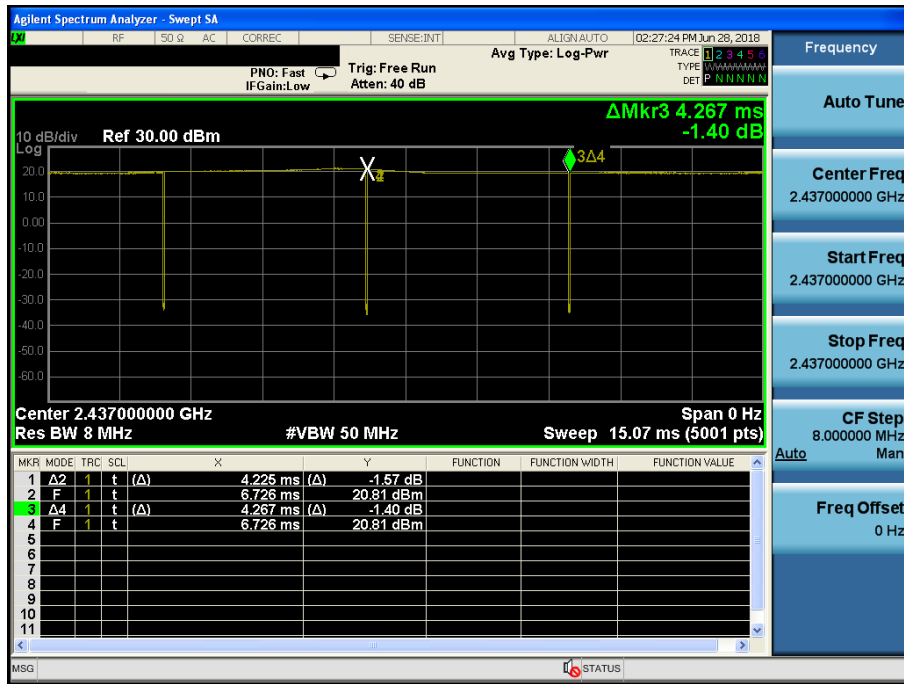 Agilent Spectrum Analyzer - Swept SA
LXI RF 50 Ω AC CORREC SENSE:INT ALIGN AUTO 02:27:24 PM Jun 28, 2018
Avg Type: Log-Pwr TRACE 1 2 3 4 5 6
PNO: Fast Trig: Free Run TYPE WWWWWW
IFGain:Low Atten: 40 dB DET P N N N N N
ΔMkr3 4.267 ms
-1.40 dB
10 dB/div Ref 30.00 dBm
Log
3Δ4
20.0
10.0
0.00
-10.0
-20.0
-30.0
-40.0
-50.0
-60.0
Center 2.437000000 GHz Span 0 Hz
Res BW 8 MHz #VBW 50 MHz Sweep 15.07 ms (5001 pts)
MKR MODE TRC SCL X Y FUNCTION FUNCTION WIDTH FUNCTION VALUE
1 Δ2 1 t (Δ) 4.225 ms (Δ) -1.57 dB
2 F 1 t 6.726 ms 20.81 dBm
3 Δ4 1 t (Δ) 4.267 ms (Δ) -1.40 dB
4 F 1 t 6.726 ms 20.81 dBm
5
6
7
8
9
10
11
MSG STATUS
Frequency
Auto Tune
Center Freq
2.437000000 GHz
Start Freq
2.437000000 GHz
Stop Freq
2.437000000 GHz
CF Step
8.000000 MHz
Auto Man
Freq Offset
0 Hz